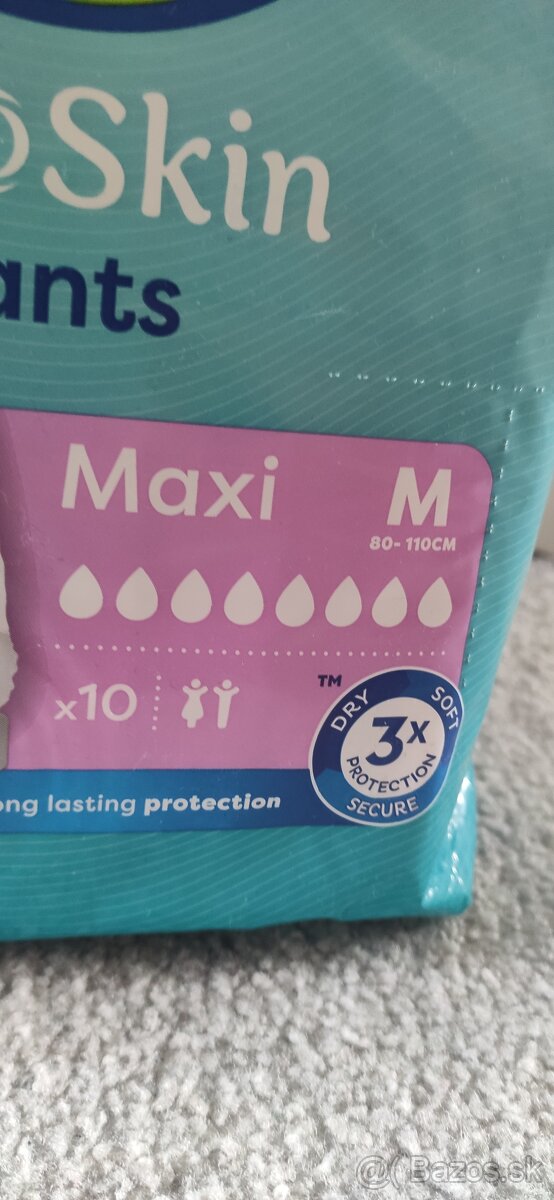 Skin
ants
Maxi
M
80-110CM
x10
TM
DRY SOFT
3x
PROTECTION
SECURE
ong lasting protection
@ Bazos.sk